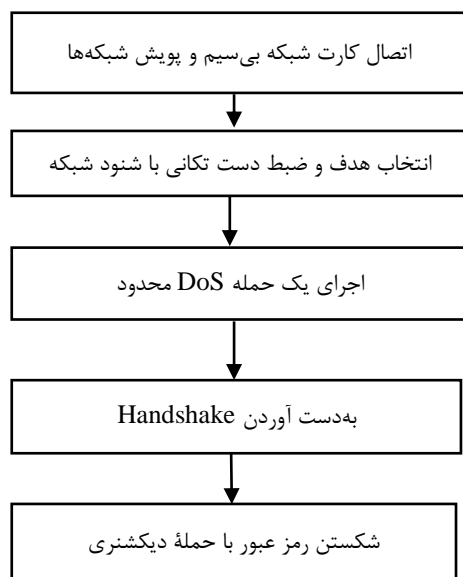 اتصال کارت شبکه بی‌سیم و پویش شبکه‌ها
انتخاب هدف و ضبط دست تکانی با شنود شبکه
اجرای یک حمله DoS محدود
به‌دست آوردن Handshake
شکستن رمز عبور با حملۀ دیکشنری